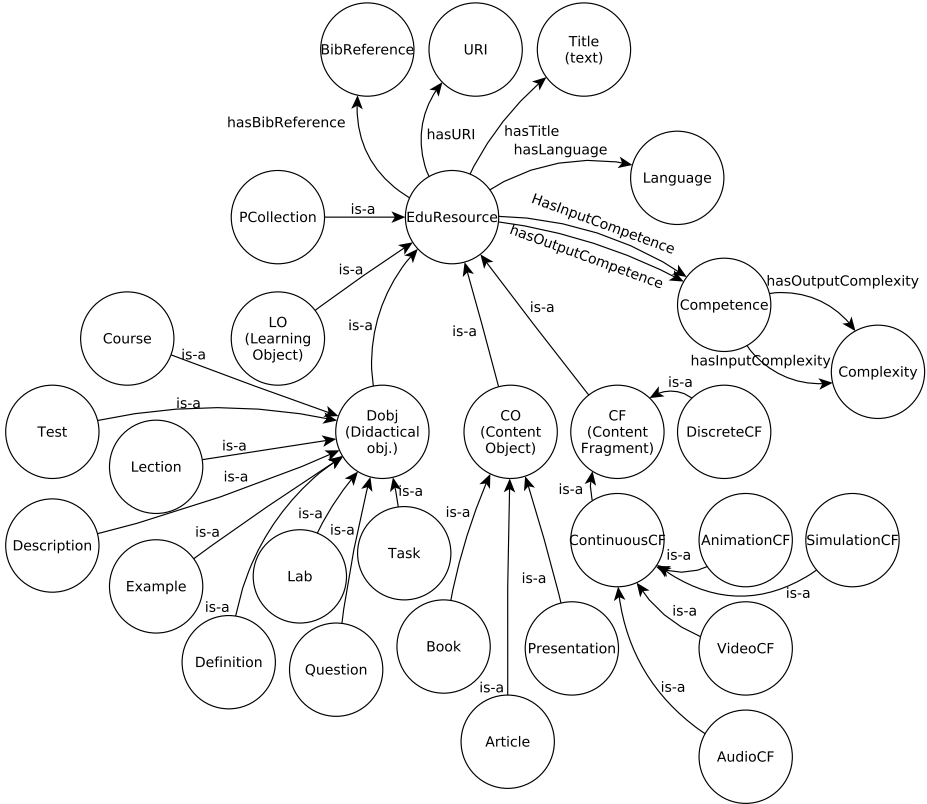 BibReference
URI
Title
(text)
hasBibReference
hasURI
hasTitle
hasLanguage
Language
PCollection
is-a
EduResource
HasInputCompetence
hasOutputCompetence
is-a
LO
(Learning
Object)
Competence
hasOutputComplexity
hasInputComplexity
Complexity
is-a
is-a
is-a
Course
is-a
Test
is-a
Lection
is-a
Dobj
(Didactical
obj.)
CO
(Content
Object)
CF
(Content
Fragment)
is-a
DiscreteCF
Description
is-a
Example
is-a
Definition
is-a
Lab
is-a
Question
is-a
Task
is-a
Book
is-a
Article
is-a
Presentation
is-a
is-a
ContinuousCF
AnimationCF
is-a
SimulationCF
is-a
VideoCF
is-a
AudioCF
is-a